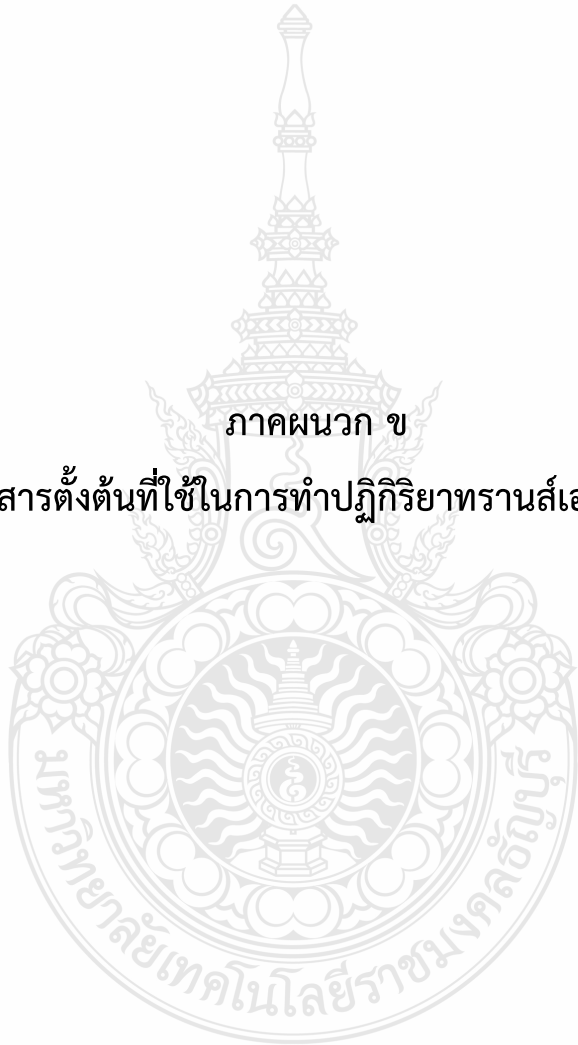 ภาคผนวก ข
สารตั้งต้นที่ใช้ในการทำปฏิกิริยาทรานส์เอ
มหาวิทยาลัยเทคโนโลยีราชมงคลธัญบุรี